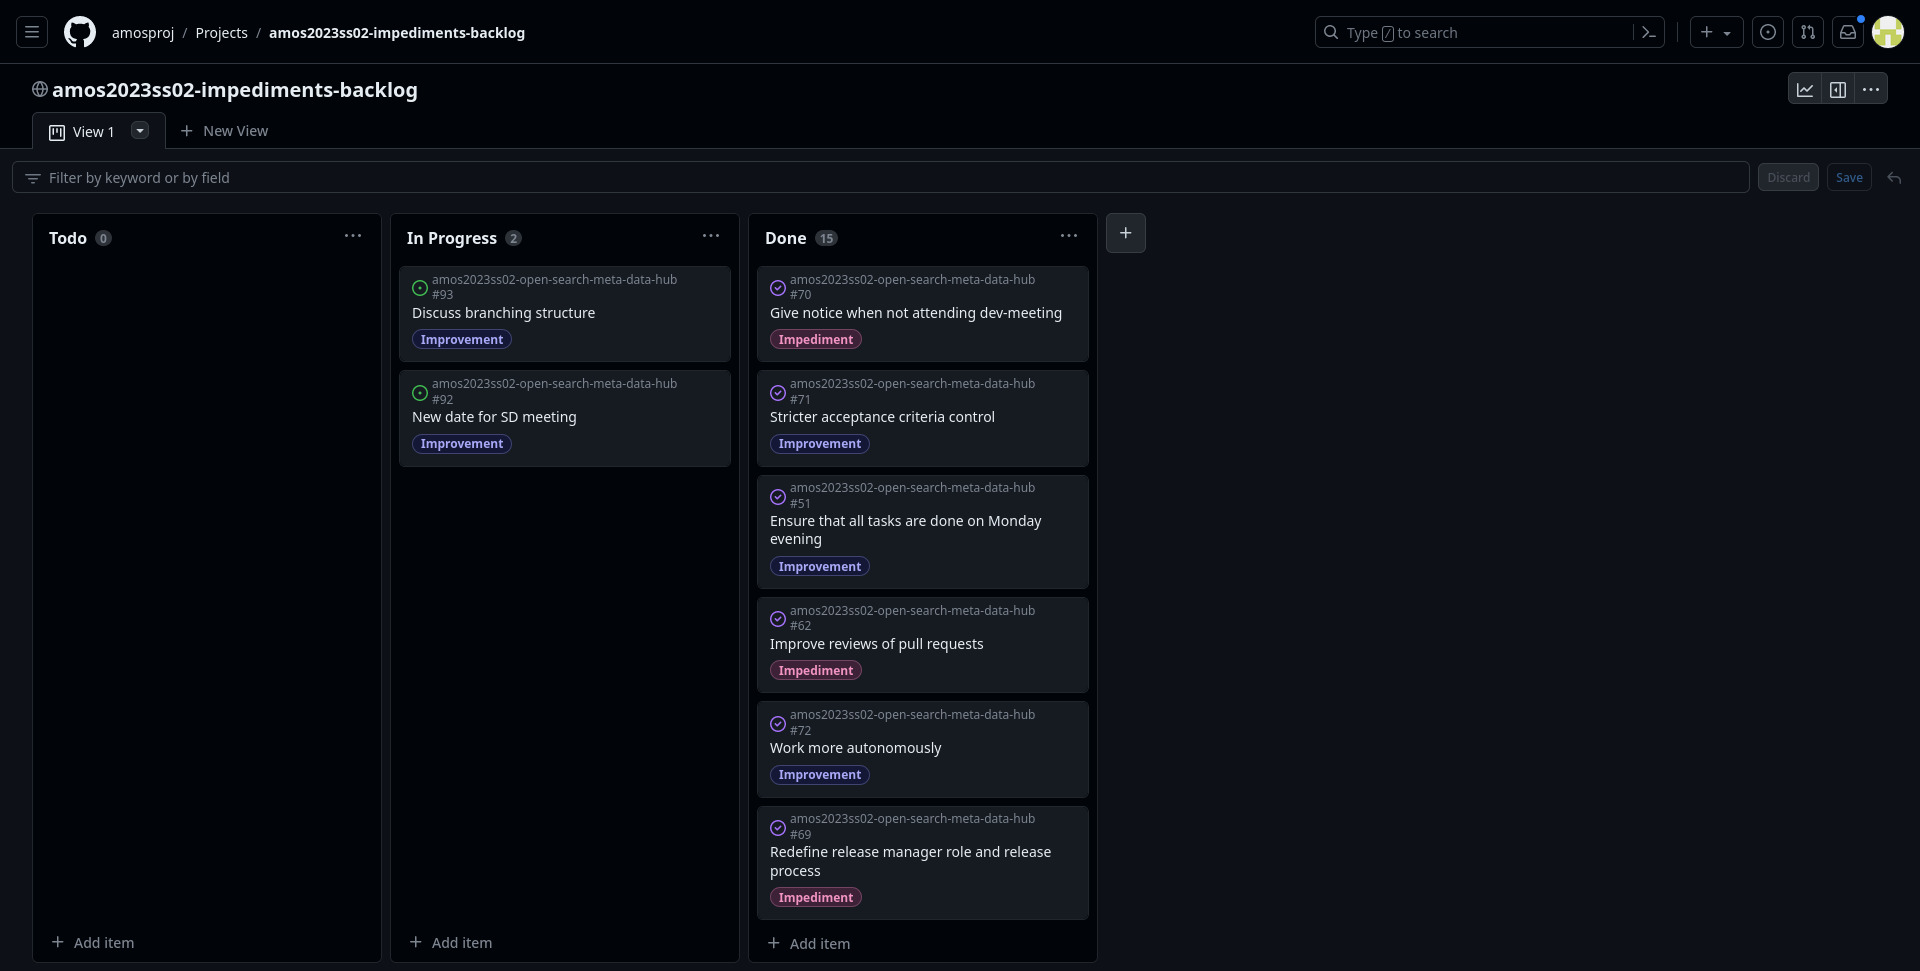 amosproj / Projects / amos2023ss02-impediments-backlog
Type / to search
amos2023ss02-impediments-backlog
View 1
New View
Filter by keyword or by field
Discard
Save
Todo 0
Add item
In Progress 2
amos2023ss02-open-search-meta-data-hub
#93
Discuss branching structure
Improvement
amos2023ss02-open-search-meta-data-hub
#92
New date for SD meeting
Improvement
Add item
Done 15
amos2023ss02-open-search-meta-data-hub
#70
Give notice when not attending dev-meeting
Impediment
amos2023ss02-open-search-meta-data-hub
#71
Stricter acceptance criteria control
Improvement
amos2023ss02-open-search-meta-data-hub
#51
Ensure that all tasks are done on Monday
evening
Improvement
amos2023ss02-open-search-meta-data-hub
#62
Improve reviews of pull requests
Impediment
amos2023ss02-open-search-meta-data-hub
#72
Work more autonomously
Improvement
amos2023ss02-open-search-meta-data-hub
#69
Redefine release manager role and release
process
Impediment
Add item